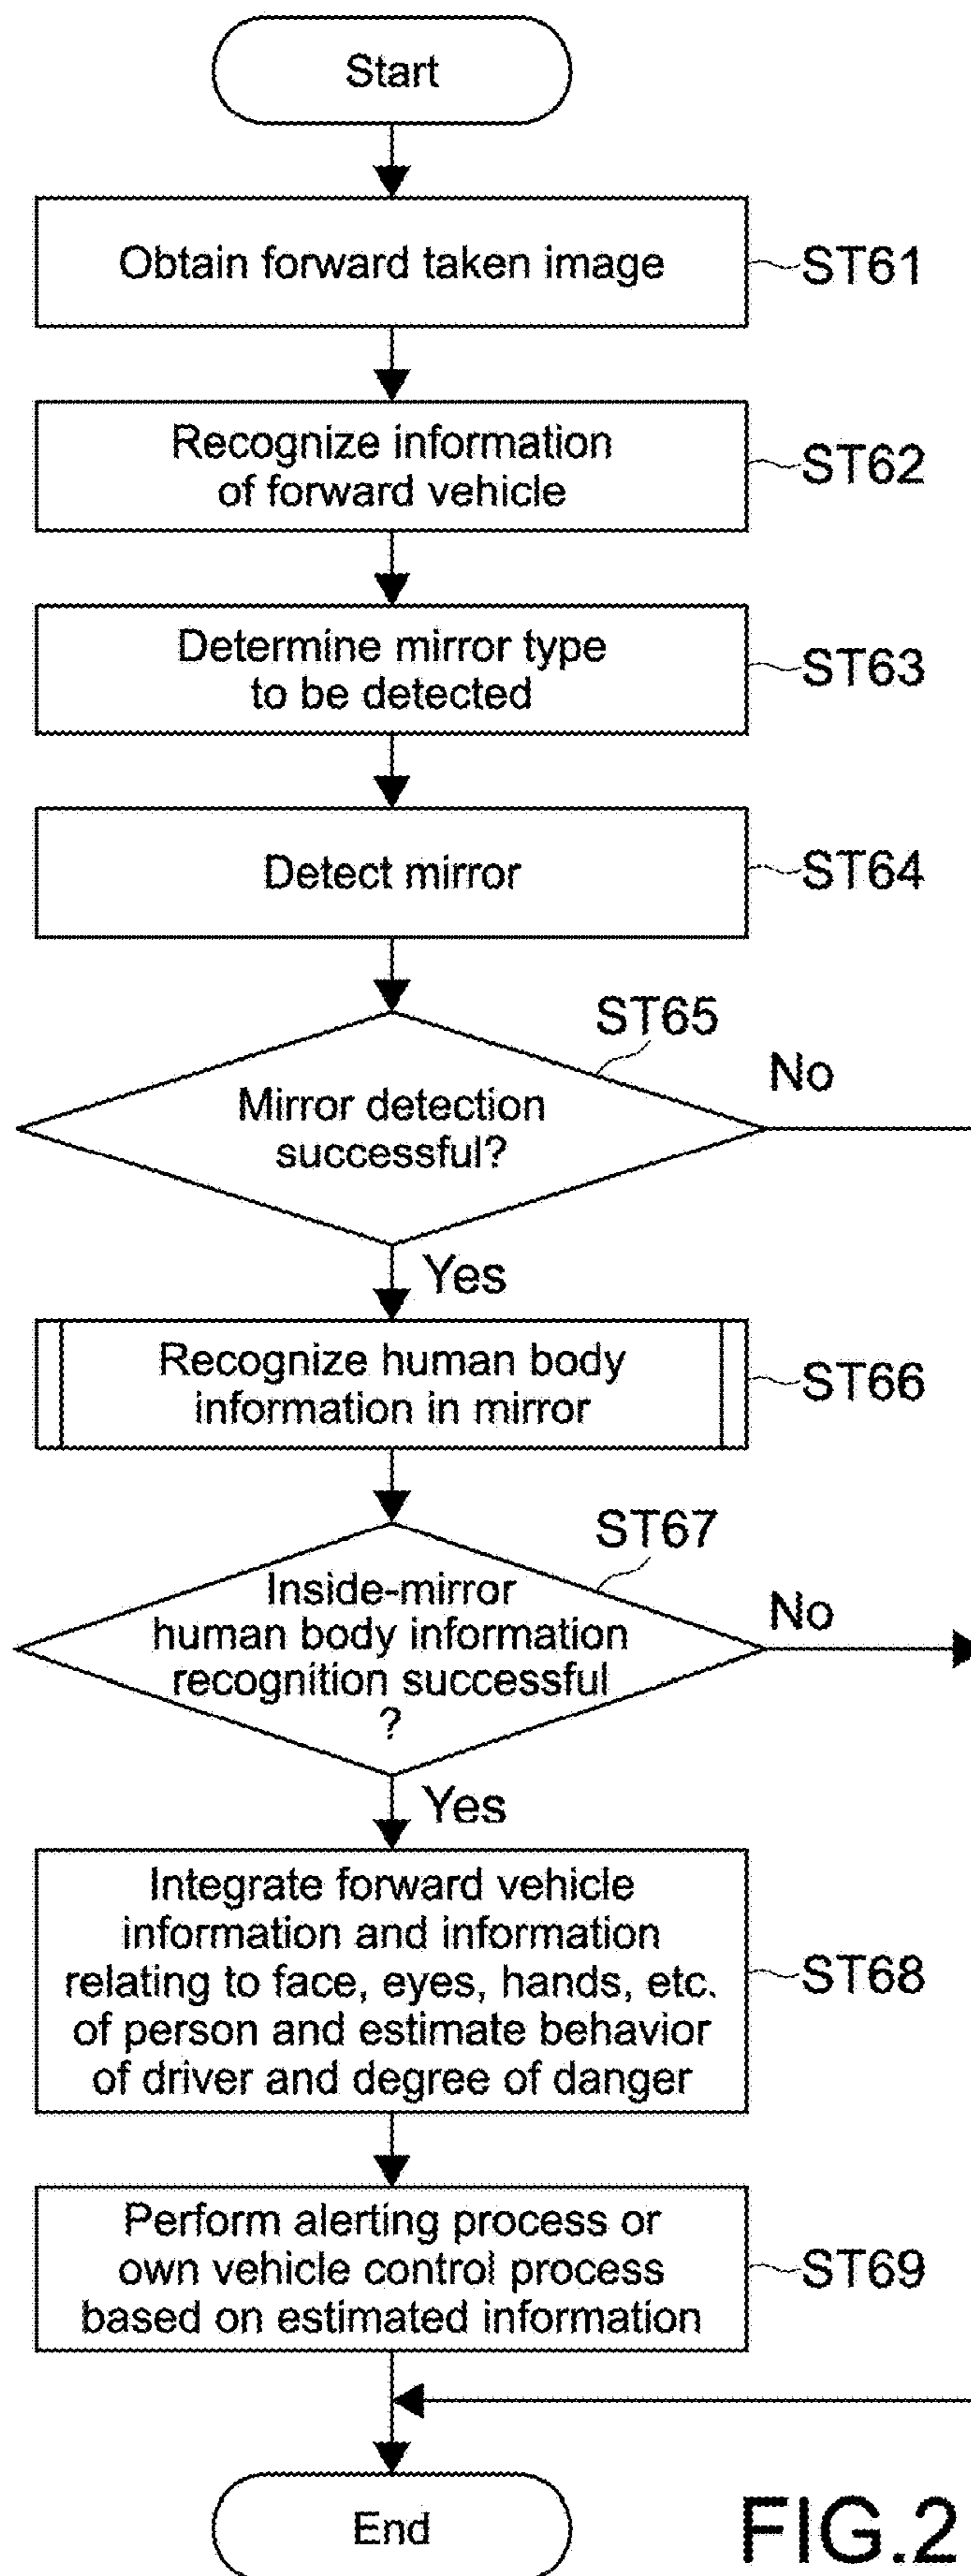 Start
Obtain forward taken image
ST61
Recognize information
of forward vehicle
ST62
Determine mirror type
to be detected
ST63
Detect mirror
ST64
ST65
Mirror detection
successful?
No
Yes
Recognize human body
information in mirror
ST66
ST67
Inside-mirror
human body information
recognition successful
?
No
Yes
Integrate forward vehicle
information and information
relating to face, eyes, hands, etc.
of person and estimate behavior
of driver and degree of danger
ST68
Perform alerting process or
own vehicle control process
based on estimated information
ST69
End
FIG.2